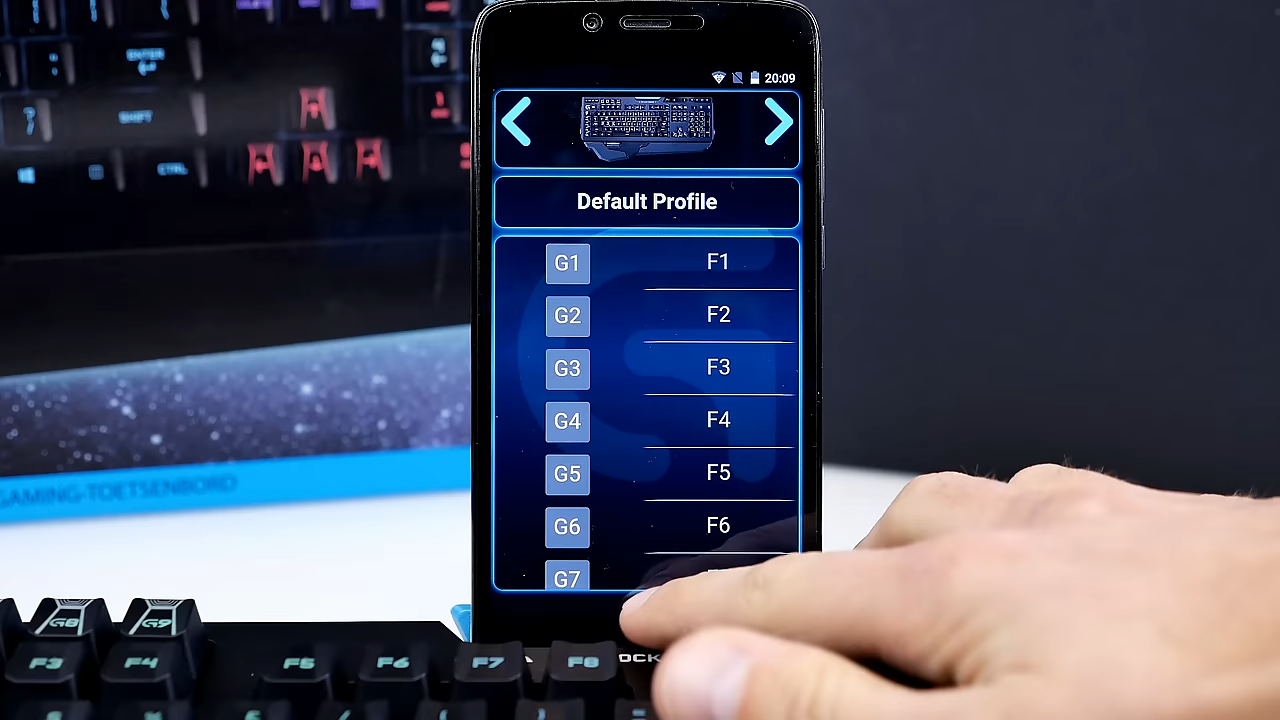 20:09
ENTER
SHIFT
CTRL
Default Profile
G1 F1
G2 F2
G3 F3
G4 F4
G5 F5
G6 F6
G7
GAMING-TOETSENBORD
G8 G9
F3 F4 F5 F6 F7 F8